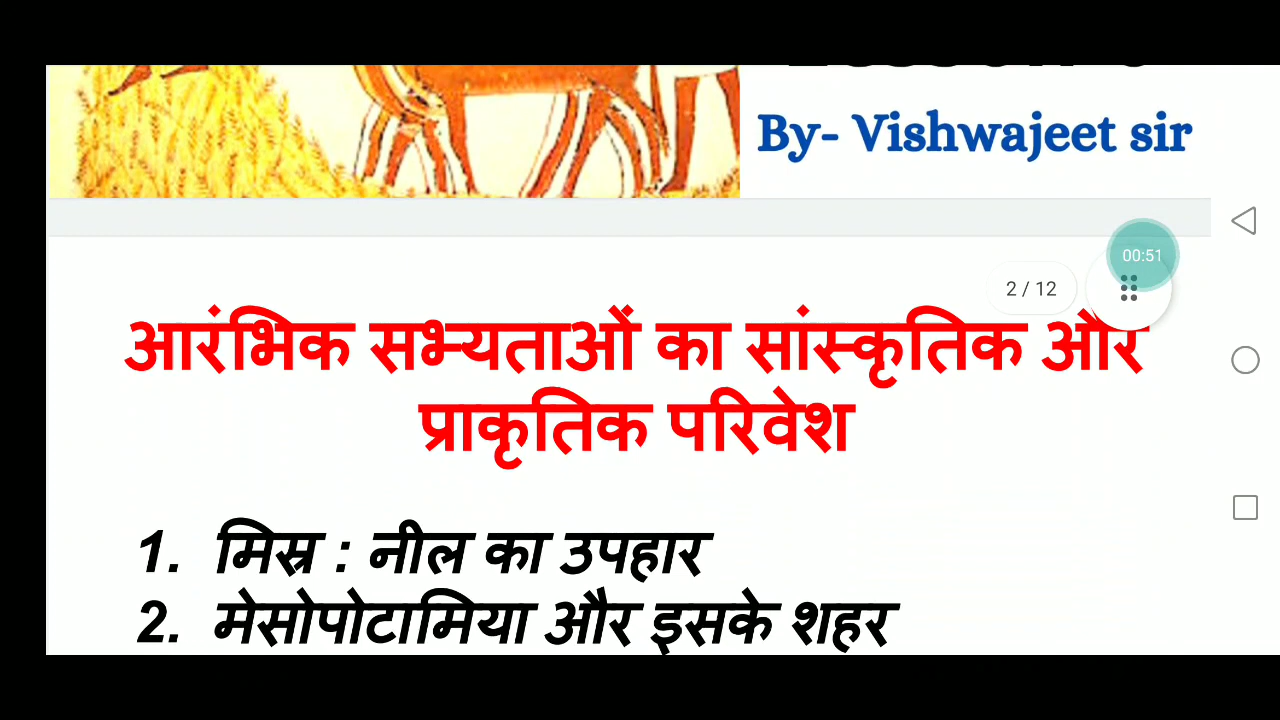 By- Vishwajeet sir
00:51
2 / 12
आरंभिक सभ्यताओं का सांस्कृतिक और
प्राकृतिक परिवेश
1. मिस्र : नील का उपहार
2. मेसोपोटामिया और इसके शहर